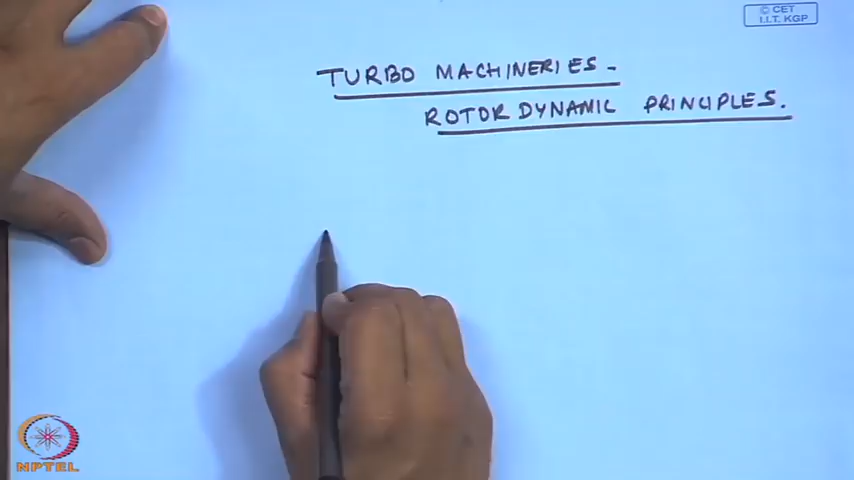 © CET
I.I.T. KGP
TURBO MACHINERIES.
ROTOR DYNAMIC PRINCIPLES.
NPTEL